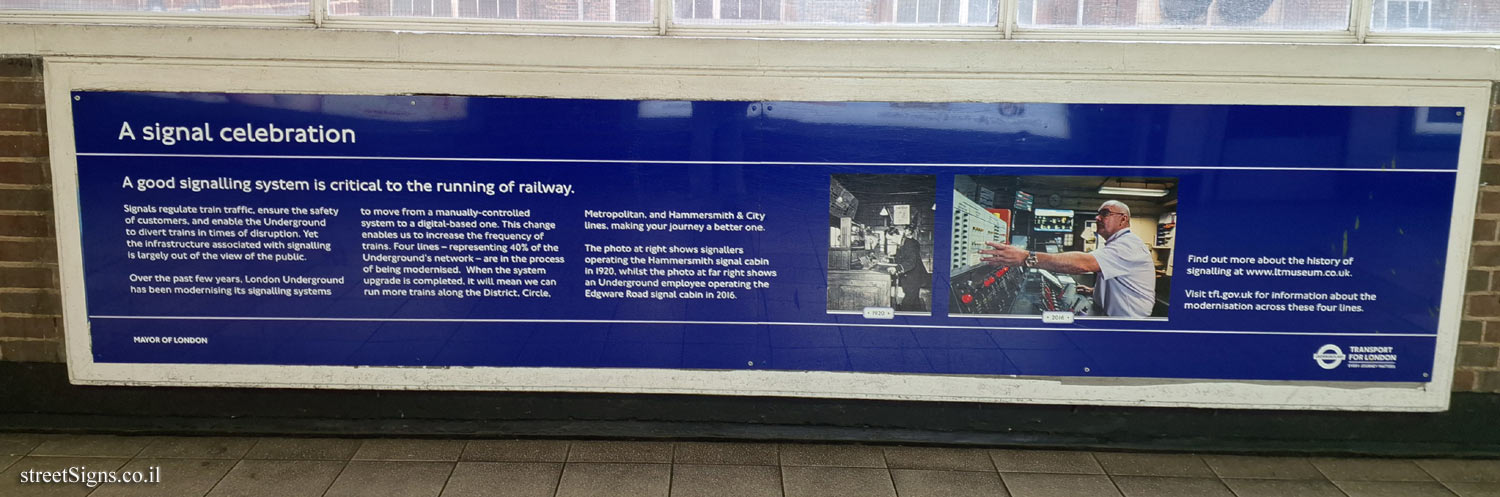 A signal celebration
A good signalling system is critical to the running of railway.
Signals regulate train traffic, ensure the safety
of customers, and enable the Underground
to divert trains in times of disruption. Yet
the infrastructure associated with signalling
is largely out of the view of the public.
Over the past few years, London Underground
has been modernising its signalling systems
to move from a manually-controlled
system to a digital-based one. This change
enables us to increase the frequency of
trains. Four lines – representing 40% of the
Underground's network – are in the process
of being modernised. When the system
upgrade is completed, it will mean we can
run more trains along the District, Circle,
Metropolitan, and Hammersmith & City
lines, making your journey a better one.
The photo at right shows signallers
operating the Hammersmith signal cabin
in 1920, whilst the photo at far right shows
an Underground employee operating the
Edgware Road signal cabin in 2016.
1920
2016
Find out more about the history of
signalling at www.ltmuseum.co.uk.
Visit tfl.gov.uk for information about the
modernisation across these four lines.
MAYOR OF LONDON
TRANSPORT
FOR LONDON
EVERY JOURNEY MATTERS
streetSigns.co.il